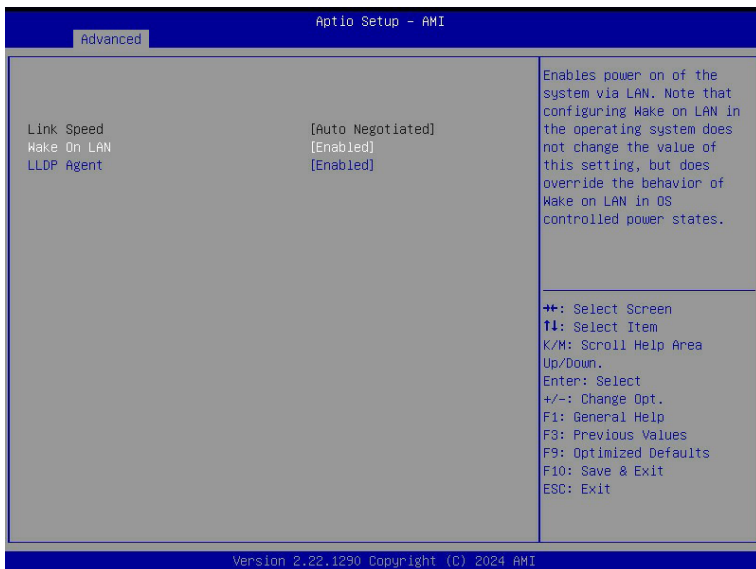 Aptio Setup - AMI
Advanced
Link Speed [Auto Negotiated]
Wake On LAN [Enabled]
LLDP Agent [Enabled]
Enables power on of the
system via LAN. Note that
configuring Wake on LAN in
the operating system does
not change the value of
this setting, but does
override the behavior of
Wake on LAN in OS
controlled power states.
→←: Select Screen
↑↓: Select Item
K/M: Scroll Help Area
Up/Down.
Enter: Select
+/-: Change Opt.
F1: General Help
F3: Previous Values
F9: Optimized Defaults
F10: Save & Exit
ESC: Exit
Version 2.22.1290 Copyright (C) 2024 AMI